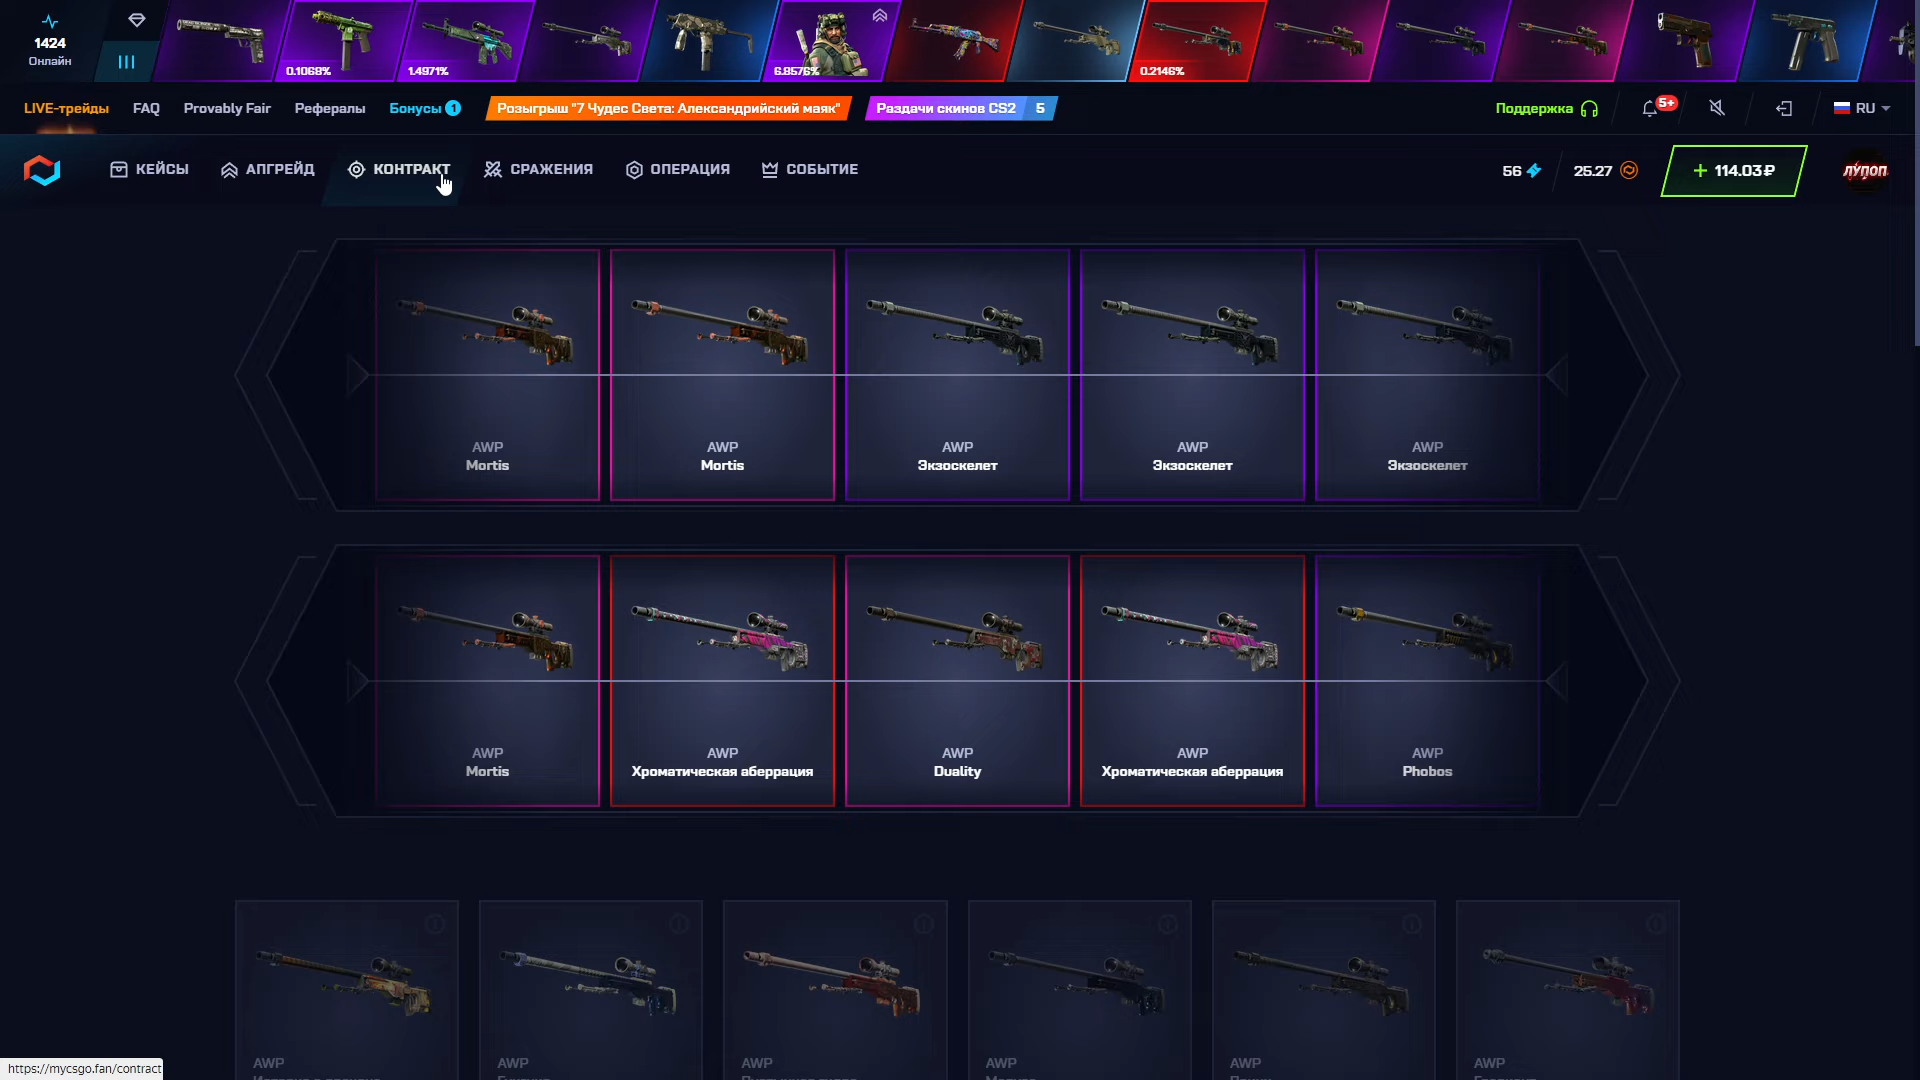 1424
Онлайн
0.1068%
1.4971%
6.8576%
0.2146%
LIVE-трейды
FAQ
Provably Fair
Рефералы
Бонусы 1
Розыгрыш "7 Чудес Света: Александрийский маяк"
Раздачи скинов CS2 5
Поддержка
5+
RU
КЕЙСЫ
АПГРЕЙД
КОНТРАКТ
СРАЖЕНИЯ
ОПЕРАЦИЯ
СОБЫТИЕ
56
25.27
+ 114.03₽
ЛУПОП
AWP
Mortis
AWP
Mortis
AWP
Экзоскелет
AWP
Экзоскелет
AWP
Экзоскелет
AWP
Mortis
AWP
Хроматическая аберрация
AWP
Duality
AWP
Хроматическая аберрация
AWP
Phobos
AWP
AWP
AWP
AWP
AWP
AWP
https://mycsgo.fan/contract